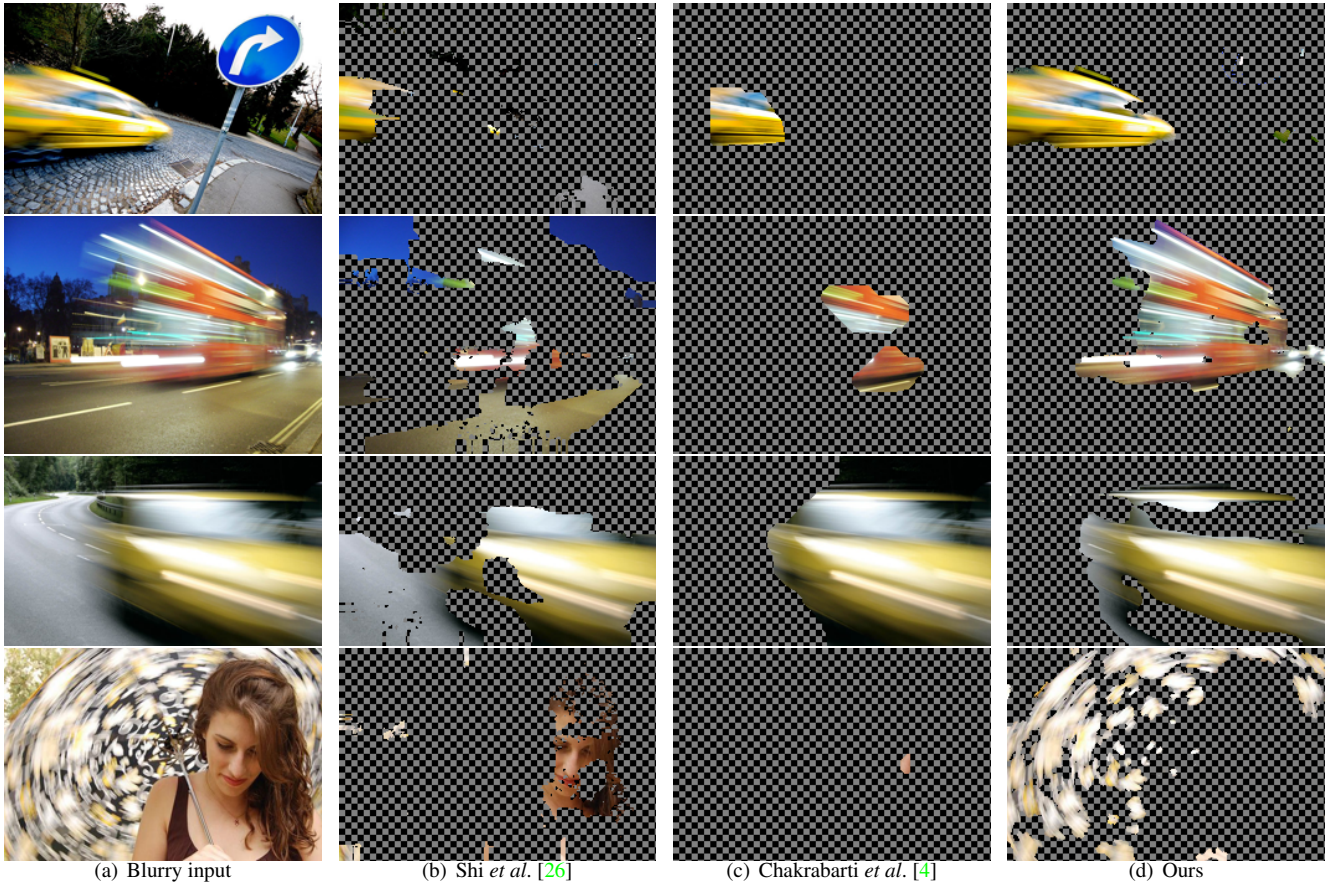 (a) Blurry input
(b) Shi et al. [26]
(c) Chakrabarti et al. [4]
(d) Ours